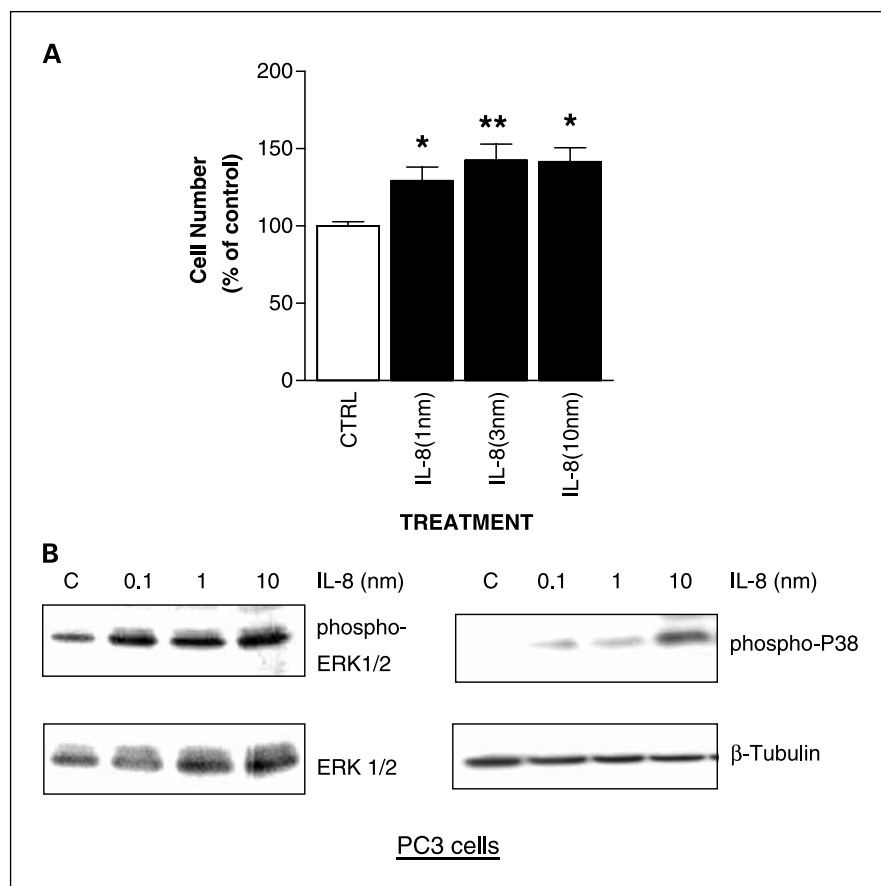 A
200
150
100
50
0
Cell Number
(% of control)
*
**
*
CTRL
IL-8(1nm)
IL-8(3nm)
IL-8(10nm)
TREATMENT
B
C 0.1 1 10 IL-8 (nm)
phospho-
ERK1/2
ERK 1/2
C 0.1 1 10 IL-8 (nm)
phospho-P38
β-Tubulin
PC3 cells